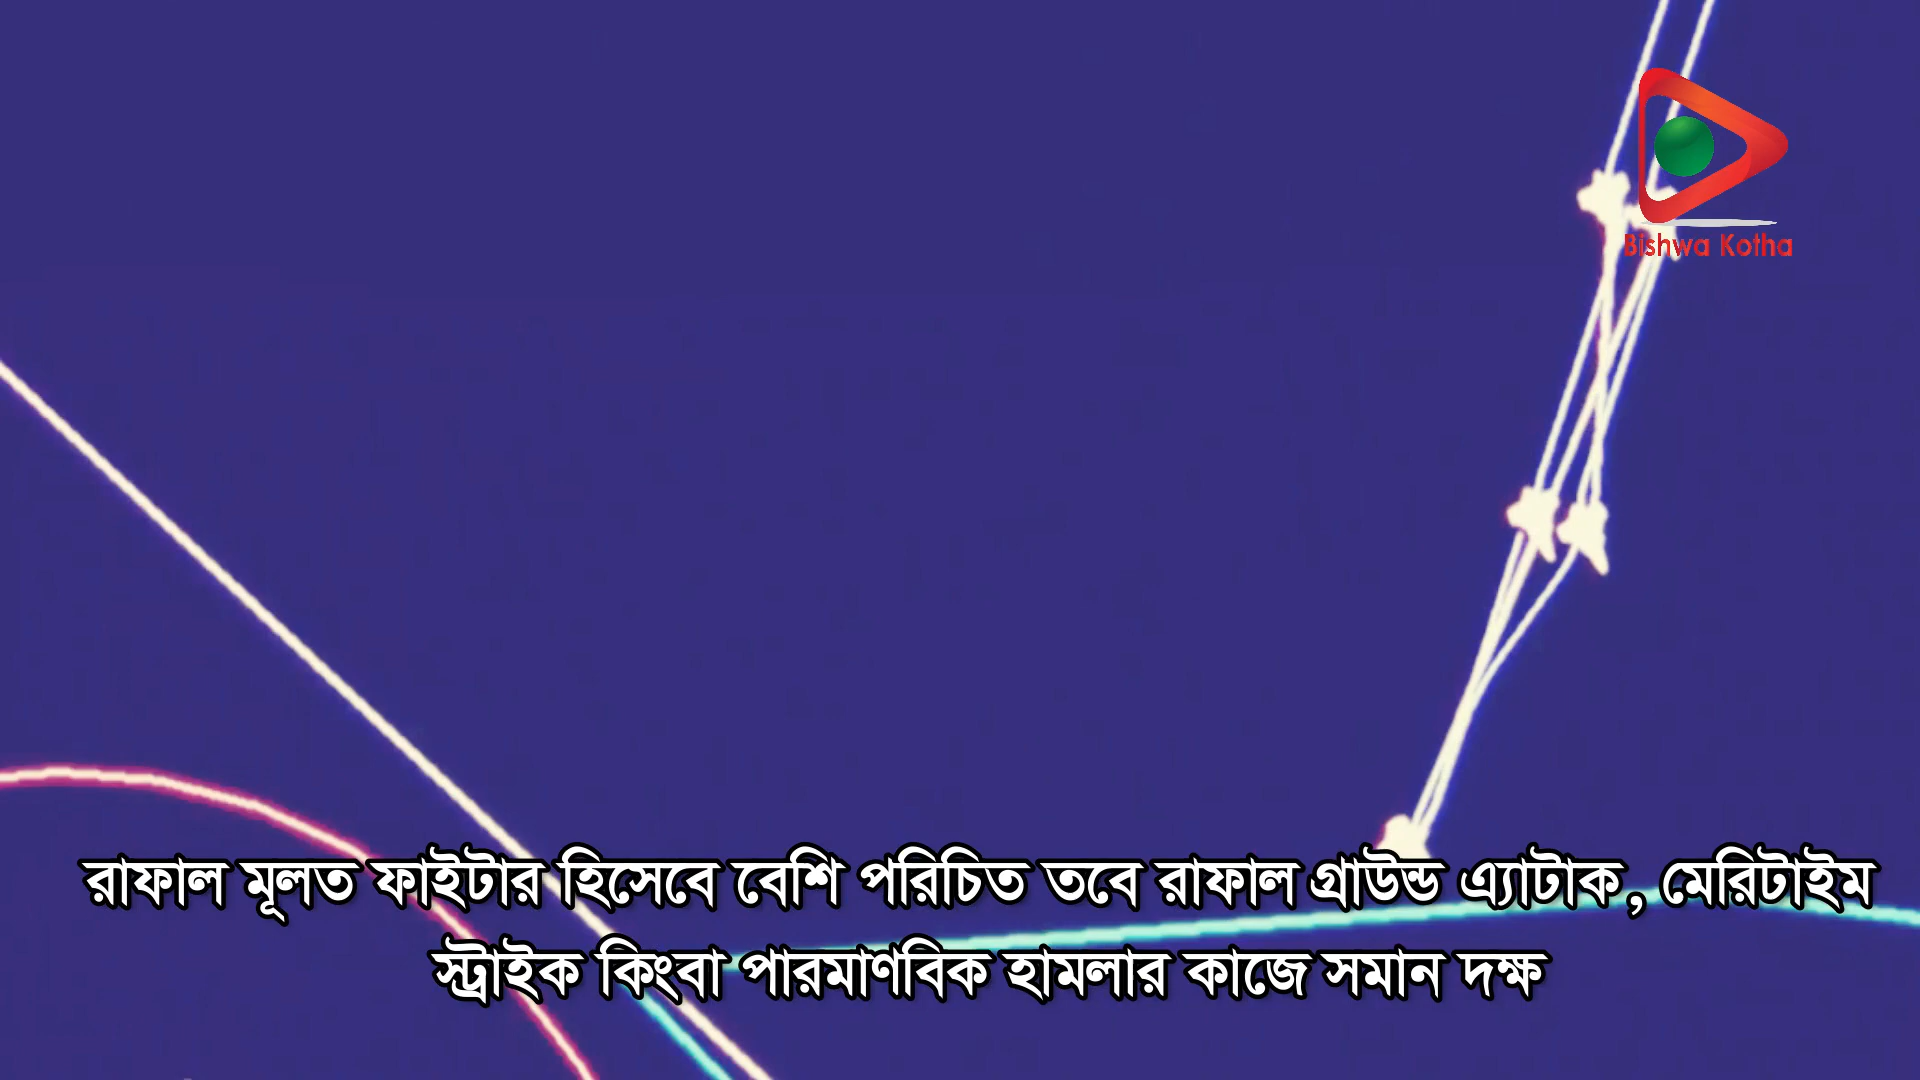 Bishwa Kotha
রাফাল মূলত ফাইটার হিসেবে বেশি পরিচিত তবে রাফাল গ্রাউন্ড এ্যাটাক, মেরিটাইম
স্ট্রাইক কিংবা পারমাণবিক হামলার কাজে সমান দক্ষ